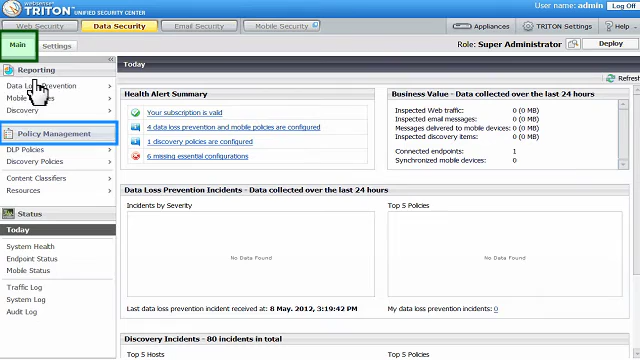 websense
TRITON UNIFIED SECURITY CENTER
User name: admin Log Off
Web Security Data Security Email Security Mobile Security
Appliances TRITON Settings Help
Main Settings
Role: Super Administrator Deploy
Reporting
Data Loss Prevention
Mobile
Discovery
Policy Management
DLP Policies
Discovery Policies
Content Classifiers
Resources
Status
Today
System Health
Endpoint Status
Mobile Status
Traffic Log
System Log
Audit Log
Today
Refresh
Health Alert Summary
Your subscription is valid
4 data loss prevention and mobile policies are configured
1 discovery policies are configured
6 missing essential configurations
Business Value - Data collected over the last 24 hours
Inspected Web traffic: 0 (0 MB)
Inspected email messages: 0 (0 MB)
Messages delivered to mobile devices: 0 (0 MB)
Inspected discovery items: 0 (0 MB)
Connected endpoints: 1
Synchronized mobile devices: 0
Data Loss Prevention Incidents - Data collected over the last 24 hours
Incidents by Severity
No Data Found
Top 5 Policies
No Data Found
Last data loss prevention incident received at: 8 May. 2012, 3:19:42 PM
My data loss prevention incidents: 0
Discovery Incidents - 80 incidents in total
Top 5 Hosts
Top 5 Policies